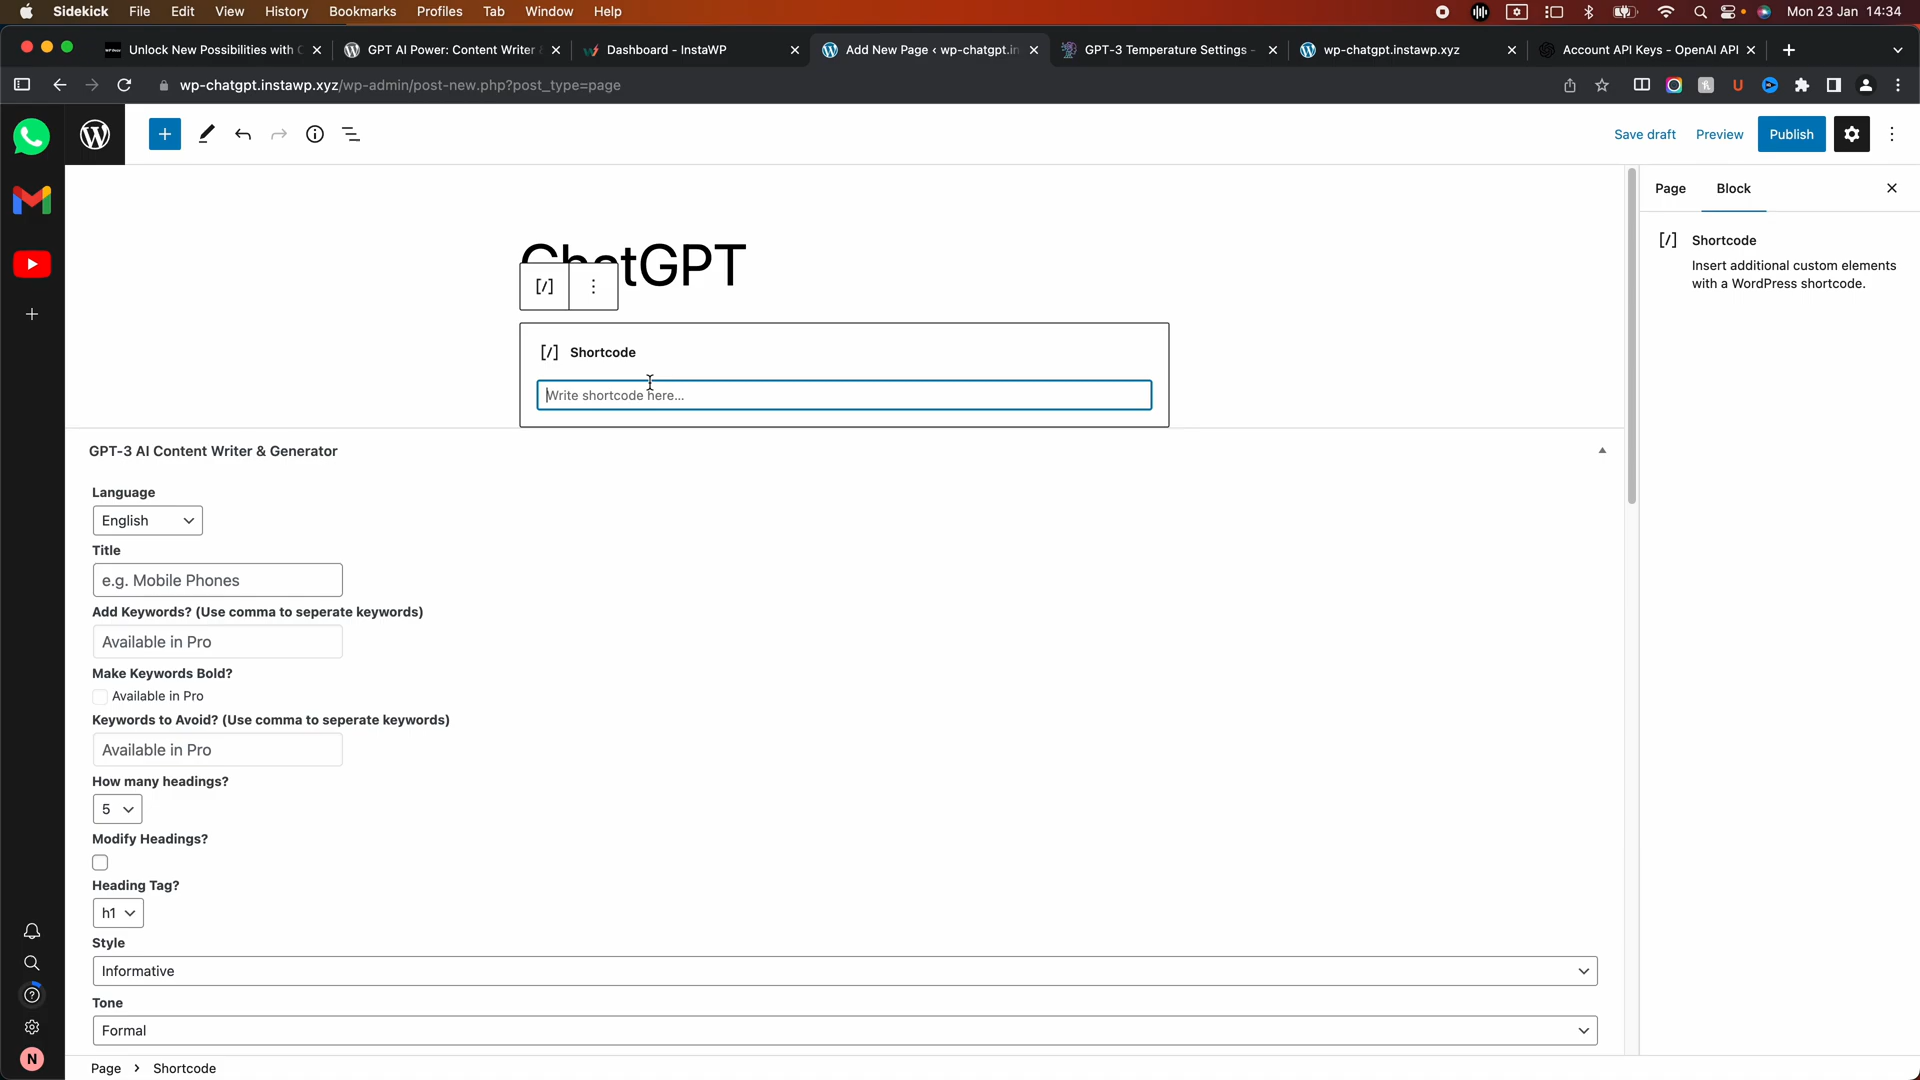 Sidekick File Edit View History Bookmarks Profiles Tab Window Help Mon 23 Jan 14:34
Unlock New Possibilities with GPT AI Power: Content Writer Dashboard - InstaWP Add New Page ‹ wp-chatgpt.in GPT-3 Temperature Settings - wp-chatgpt.instawp.xyz Account API Keys - OpenAI API
wp-chatgpt.instawp.xyz/wp-admin/post-new.php?post_type=page
Save draft Preview Publish
Page Block
ChatGPT
[/] Shortcode
Insert additional custom elements
with a WordPress shortcode.
[/]
[/] Shortcode
Write shortcode here...
GPT-3 AI Content Writer & Generator
Language
English
Title
e.g. Mobile Phones
Add Keywords? (Use comma to seperate keywords)
Available in Pro
Make Keywords Bold?
Available in Pro
Keywords to Avoid? (Use comma to seperate keywords)
Available in Pro
How many headings?
5
Modify Headings?
Heading Tag?
h1
Style
Informative
Tone
Formal
N
Page › Shortcode